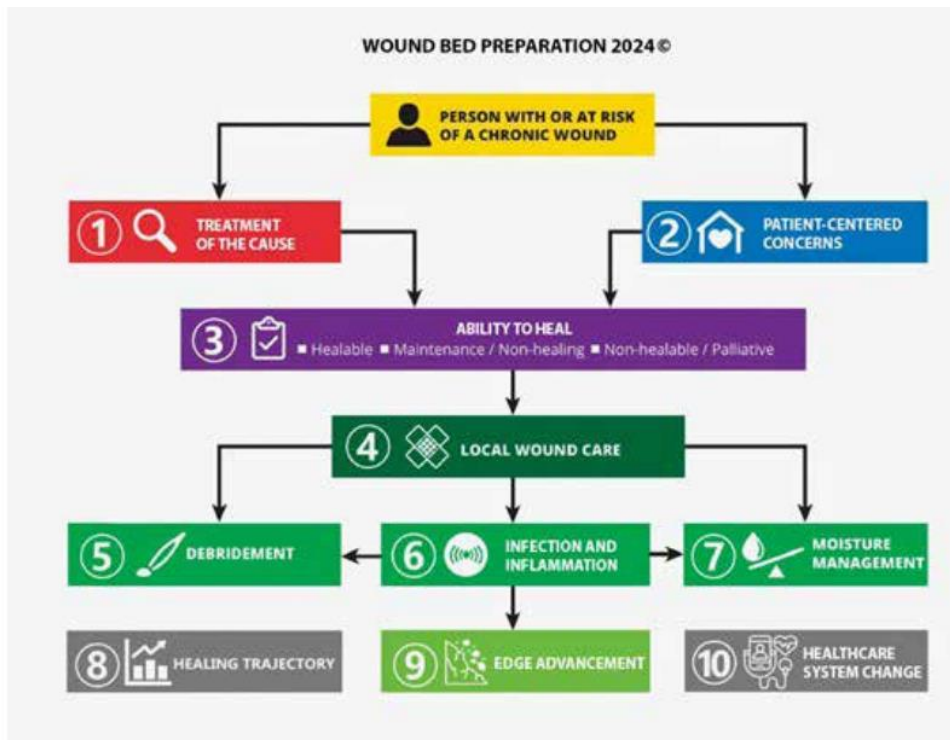 WOUND BED PREPARATION 2024©
PERSON WITH OR AT RISK
OF A CHRONIC WOUND
1
TREATMENT
OF THE CAUSE
2
PATIENT-CENTERED
CONCERNS
3
ABILITY TO HEAL
■ Healable ■ Maintenance / Non-healing ■ Non-healable / Palliative
4
LOCAL WOUND CARE
5
DEBRIDEMENT
6
INFECTION AND
INFLAMMATION
7
MOISTURE
MANAGEMENT
8
HEALING TRAJECTORY
9
EDGE ADVANCEMENT
10
HEALTHCARE
SYSTEM CHANGE